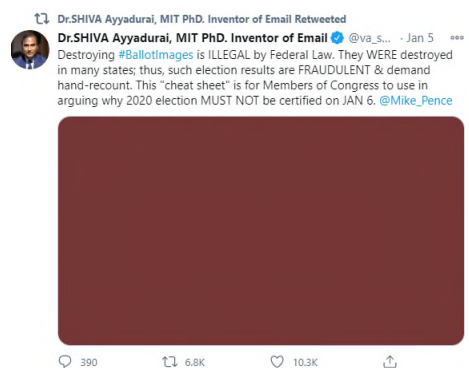 Dr.SHIVA Ayyadurai, MIT PhD. Inventor of Email Retweeted
Dr.SHIVA Ayyadurai, MIT PhD. Inventor of Email @va_s... · Jan 5
Destroying #BallotImages is ILLEGAL by Federal Law. They WERE destroyed
in many states; thus, such election results are FRAUDULENT & demand
hand-recount. This "cheat sheet" is for Members of Congress to use in
arguing why 2020 election MUST NOT be certified on JAN 6. @Mike_Pence
390 6.8K 10.3K